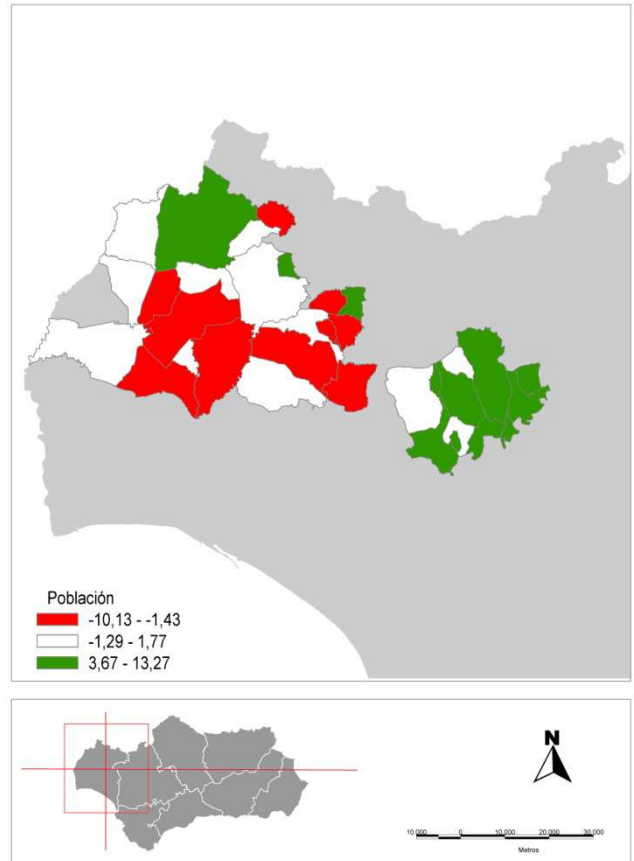 Población
-10,13 - -1,43
-1,29 - 1,77
3,67 - 13,27
N
10.000 0 10.000 20.000 30.000
Metros